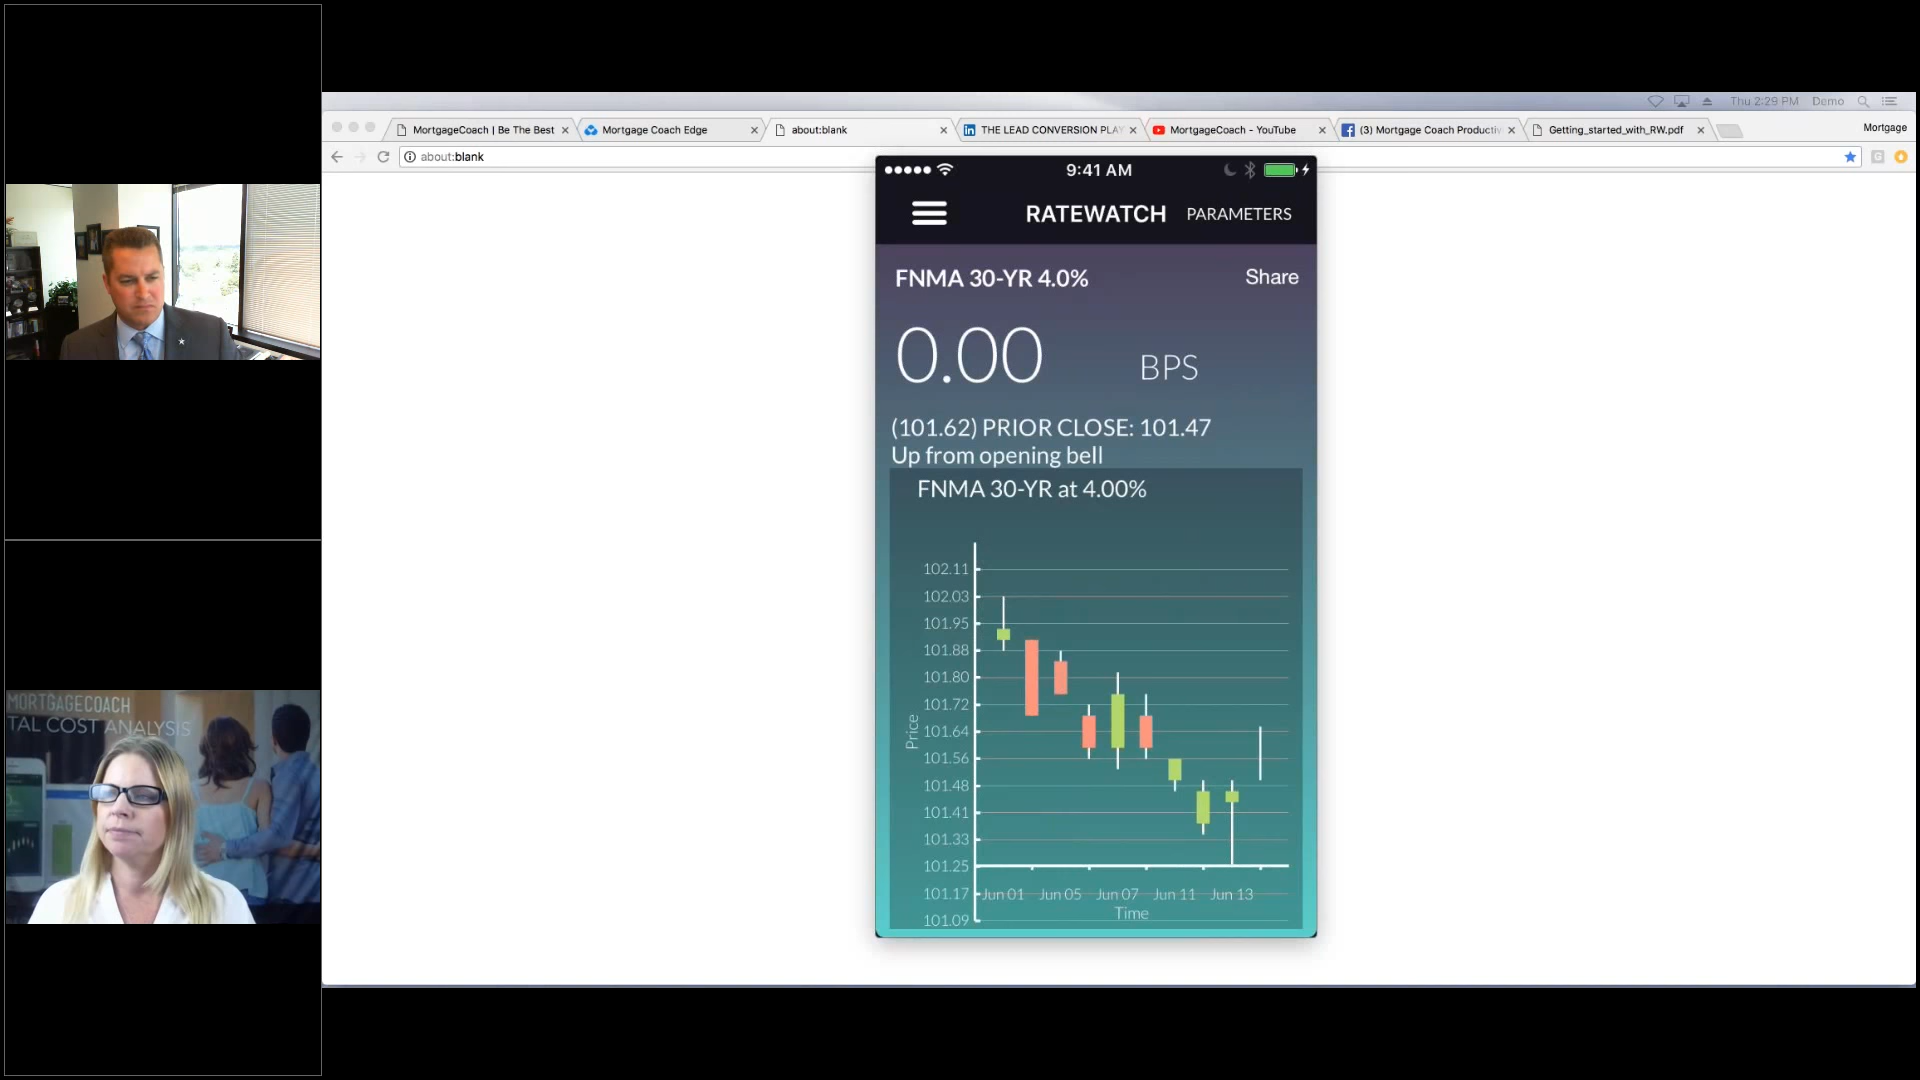 Thu 2:29 PM Demo
MortgageCoach | Be The Best
Mortgage Coach Edge
about:blank
THE LEAD CONVERSION PLAY
MortgageCoach - YouTube
(3) Mortgage Coach Productiv
Getting_started_with_RW.pdf
Mortgage
about:blank
9:41 AM
RATEWATCH PARAMETERS
FNMA 30-YR 4.0% Share
0.00 BPS
(101.62) PRIOR CLOSE: 101.47
Up from opening bell
FNMA 30-YR at 4.00%
102.11
102.03
101.95
101.88
101.80
101.72
101.64
101.56
101.48
101.41
101.33
101.25
101.17
101.09
Price
Jun 01 Jun 05 Jun 07 Jun 11 Jun 13
Time
MORTGAGECOACH
TAL COST ANALYSIS